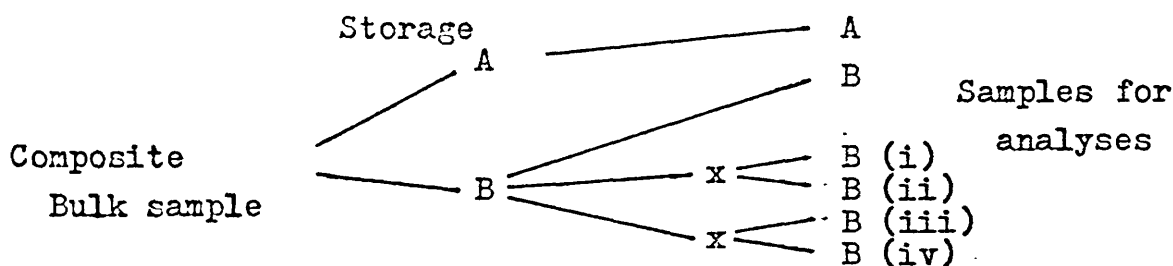 Storage
A
A
B
Samples for
analyses
Composite
Bulk sample
B
x
B (i)
B (ii)
x
B (iii)
B (iv)